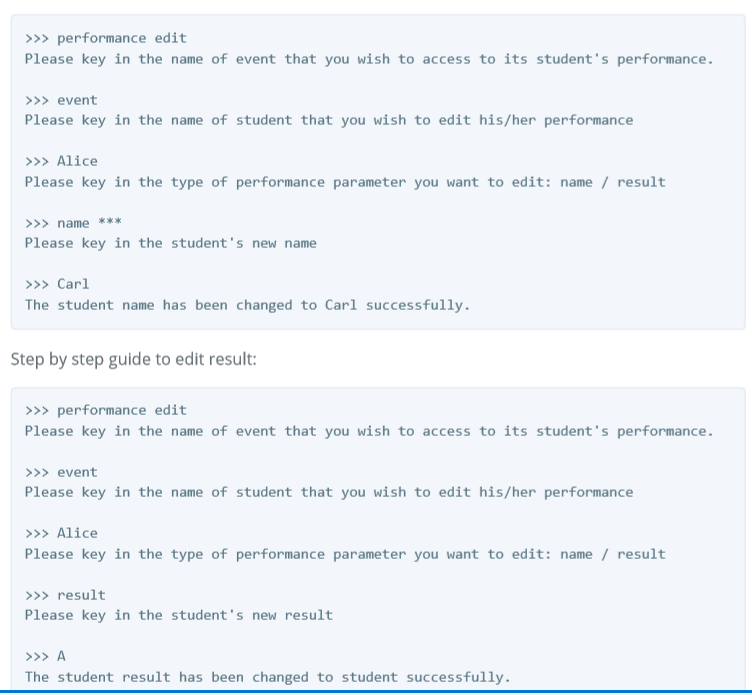 >>> performance edit
Please key in the name of event that you wish to access to its student's performance.
>>> event
Please key in the name of student that you wish to edit his/her performance
>>> Alice
Please key in the type of performance parameter you want to edit: name / result
>>> name ***
Please key in the student's new name
>>> Carl
The student name has been changed to Carl successfully.
Step by step guide to edit result:
>>> performance edit
Please key in the name of event that you wish to access to its student's performance.
>>> event
Please key in the name of student that you wish to edit his/her performance
>>> Alice
Please key in the type of performance parameter you want to edit: name / result
>>> result
Please key in the student's new result
>>> A
The student result has been changed to student successfully.